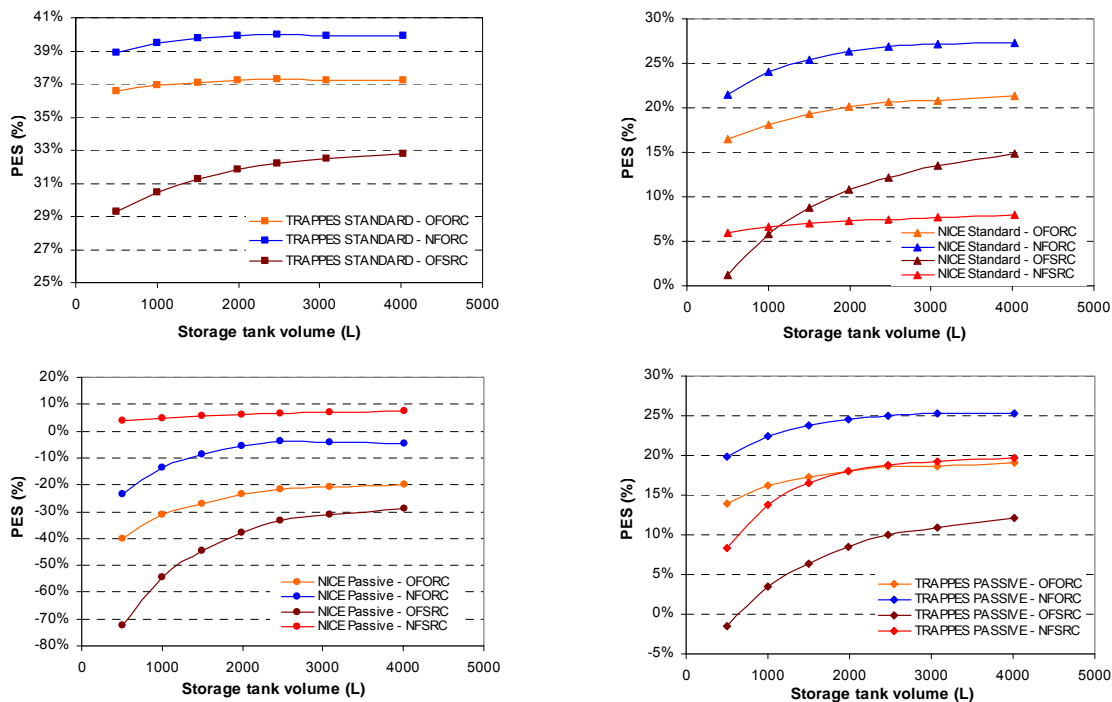 41%
39%
37%
35%
33%
31%
29%
27%
25%
PES (%)
0 1000 2000 3000 4000 5000
Storage tank volume (L)
TRAPPES STANDARD - OFORC
TRAPPES STANDARD - NFORC
TRAPPES STANDARD - OFSRC
30%
25%
20%
15%
10%
5%
0%
PES (%)
0 1000 2000 3000 4000 5000
Storage tank volume (L)
NICE Standard - OFORC
NICE Standard - NFORC
NICE Standard - OFSRC
NICE Standard - NFSRC
20%
10%
0%
-10%
-20%
-30%
-40%
-50%
-60%
-70%
-80%
PES (%)
0 1000 2000 3000 4000 5000
Storage tank volume (L)
NICE Passive - OFORC
NICE Passive - NFORC
NICE Passive - OFSRC
NICE Passive - NFSRC
30%
25%
20%
15%
10%
5%
0%
-5%
PES (%)
0 1000 2000 3000 4000 5000
Storage tank volume (L)
TRAPPES PASSIVE - OFORC
TRAPPES PASSIVE - NFORC
TRAPPES PASSIVE - OFSRC
TRAPPES PASSIVE - NFSRC